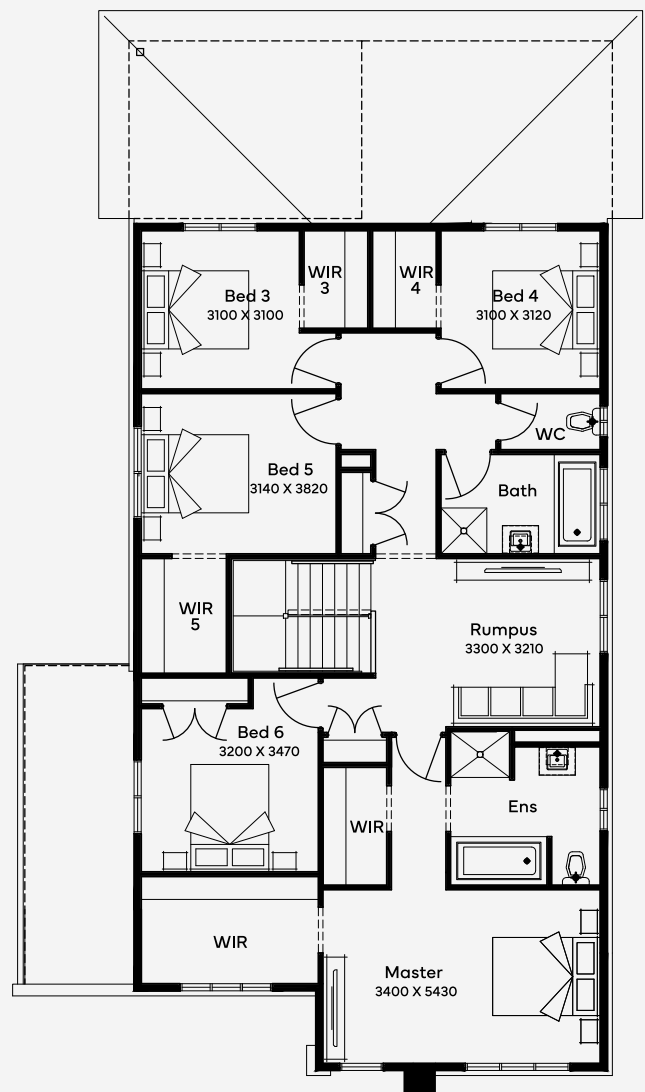 Bed 3
3100 X 3100
WIR
3
WIR
4
Bed 4
3100 X 3120
WC
Bed 5
3140 X 3820
Bath
WIR
5
Rumpus
3300 X 3210
Bed 6
3200 X 3470
WIR
Ens
WIR
Master
3400 X 5430